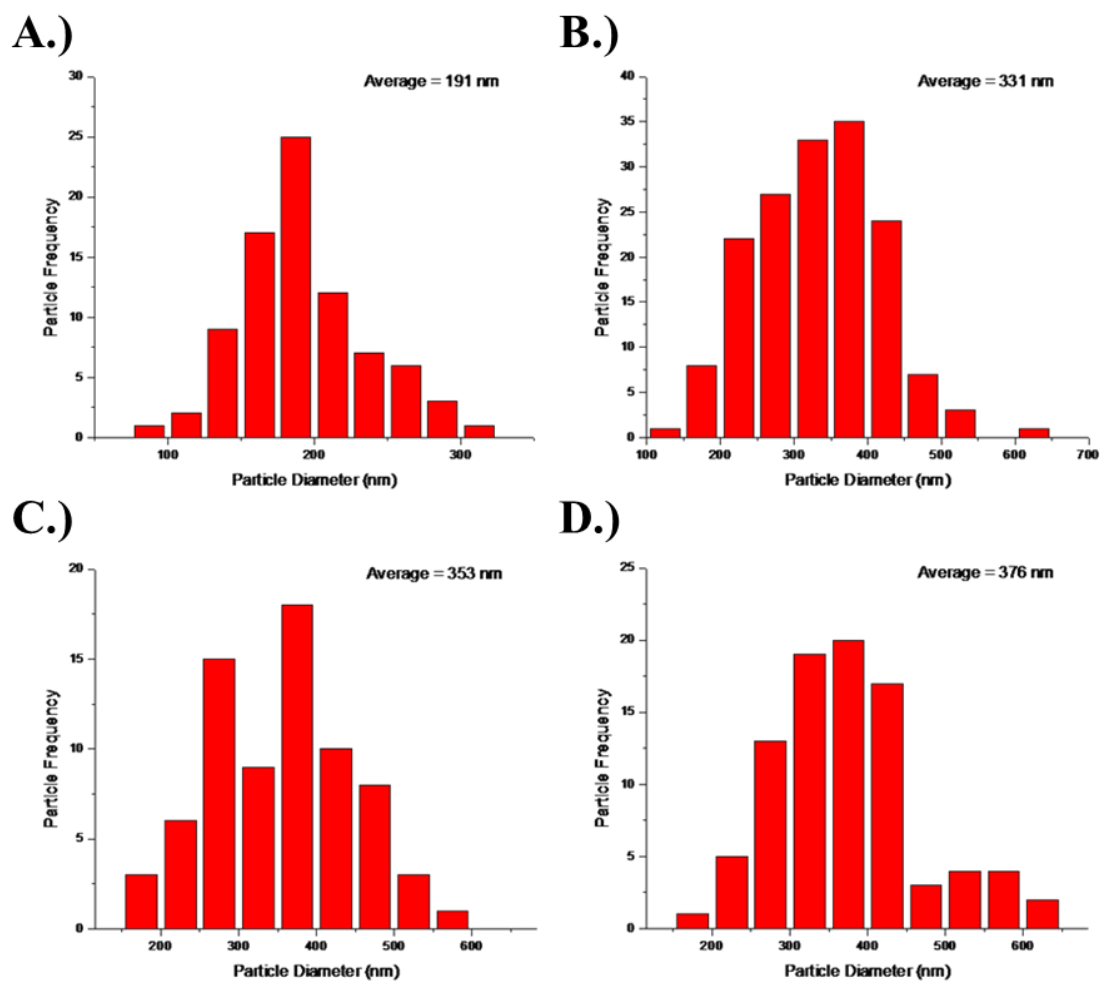 A.)
B.)
Average = 191 nm
Average = 331 nm
30
25
20
15
10
5
0
Particle Frequency
100
200
300
Particle Diameter (nm)
40
35
30
25
20
15
10
5
0
Particle Frequency
100
200
300
400
500
600
700
Particle Diameter (nm)
C.)
D.)
Average = 353 nm
Average = 376 nm
20
15
10
5
0
Particle Frequency
200
300
400
500
600
Particle Diameter (nm)
25
20
15
10
5
0
Particle Frequency
200
300
400
500
600
Particle Diameter (nm)